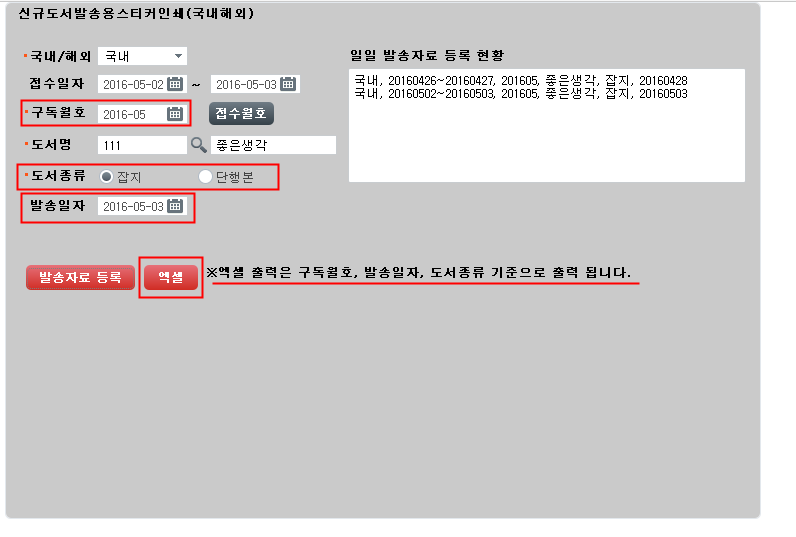 신규도서발송용스티커인쇄(국내해외)
국내/해외 국내
접수일자 2016-05-02 ~ 2016-05-03
구독월호 2016-05 접수월호
도서명 111 좋은생각
도서종류 잡지 단행본
발송일자 2016-05-03
일일 발송자료 등록 현황
국내, 20160426~20160427, 201605, 좋은생각, 잡지, 20160428
국내, 20160502~20160503, 201605, 좋은생각, 잡지, 20160503
발송자료 등록 엑셀 ※엑셀 출력은 구독월호, 발송일자, 도서종류 기준으로 출력 됩니다.